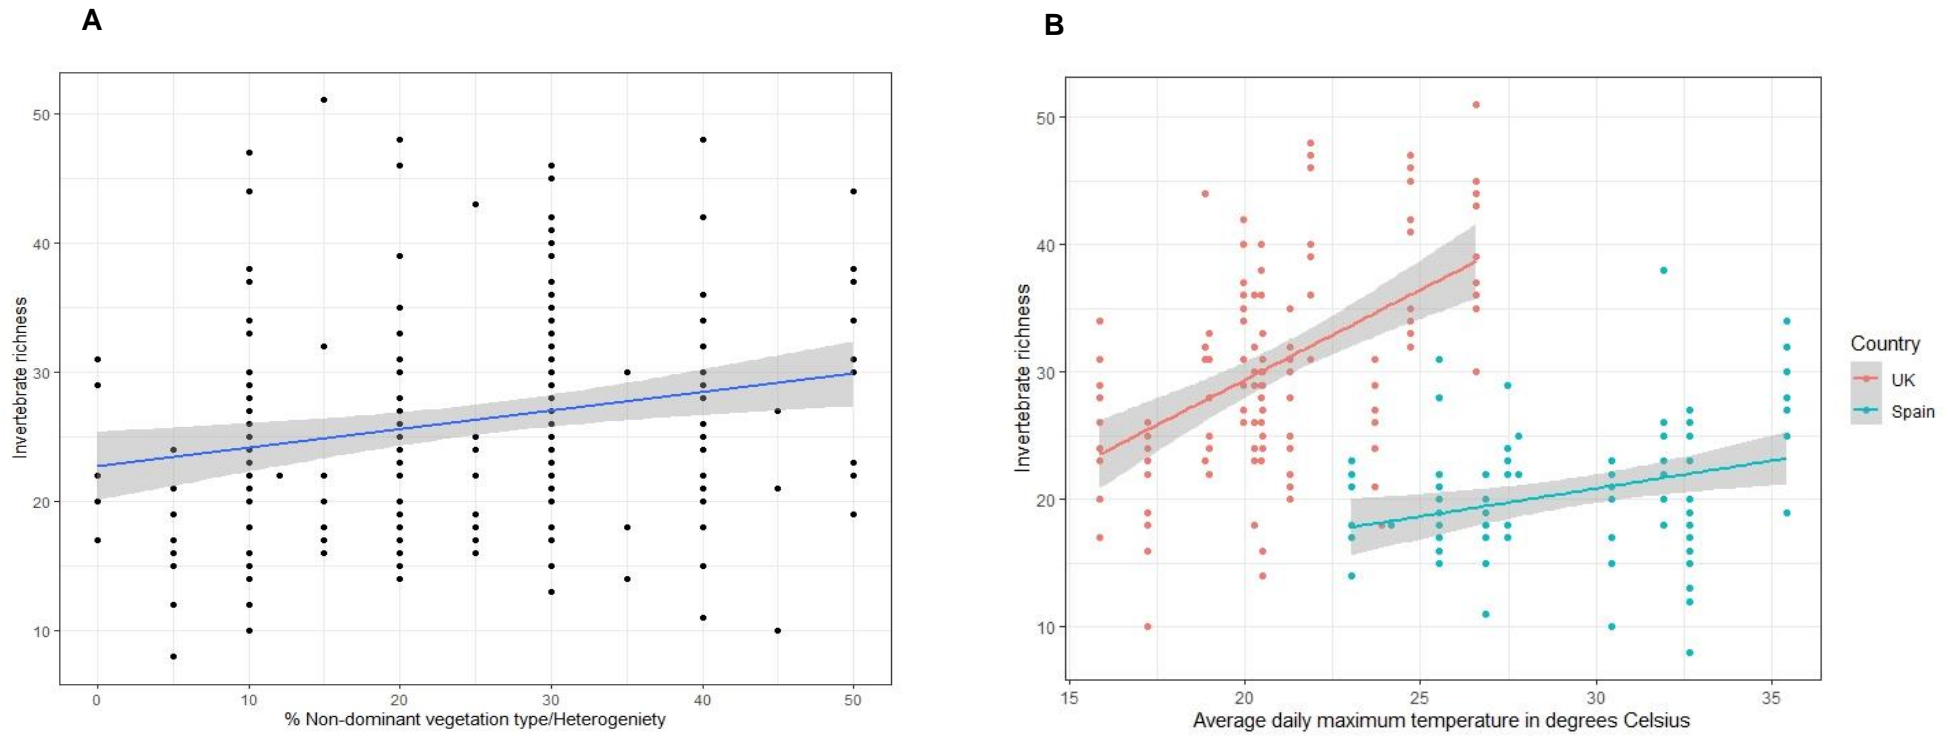 A
50
40
30
20
10
Invertebrate richness
0
10
20
30
40
50
% Non-dominant vegetation type/Heterogeniety
B
50
40
30
20
10
Invertebrate richness
15
20
25
30
35
Average daily maximum temperature in degrees Celsius
Country
UK
Spain